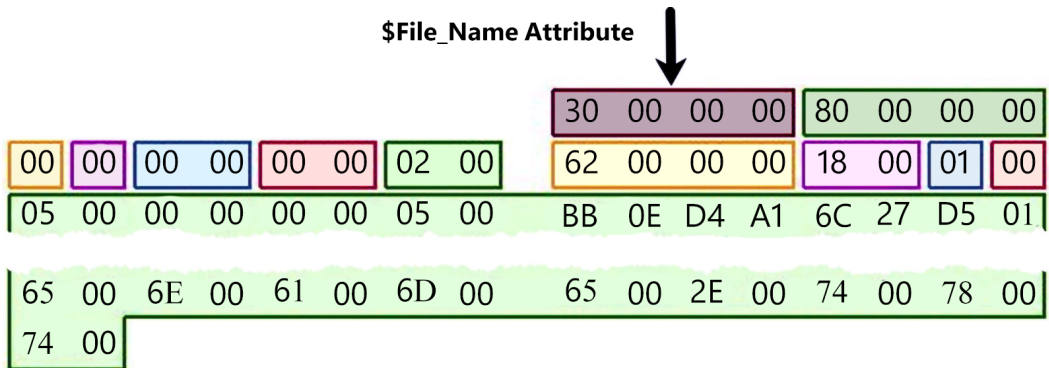 $File_Name Attribute
30 00 00 00 80 00 00 00
00 00 00 00 00 00 02 00 62 00 00 00 18 00 01 00
05 00 00 00 00 00 05 00 BB 0E D4 A1 6C 27 D5 01
65 00 6E 00 61 00 6D 00 65 00 2E 00 74 00 78 00
74 00